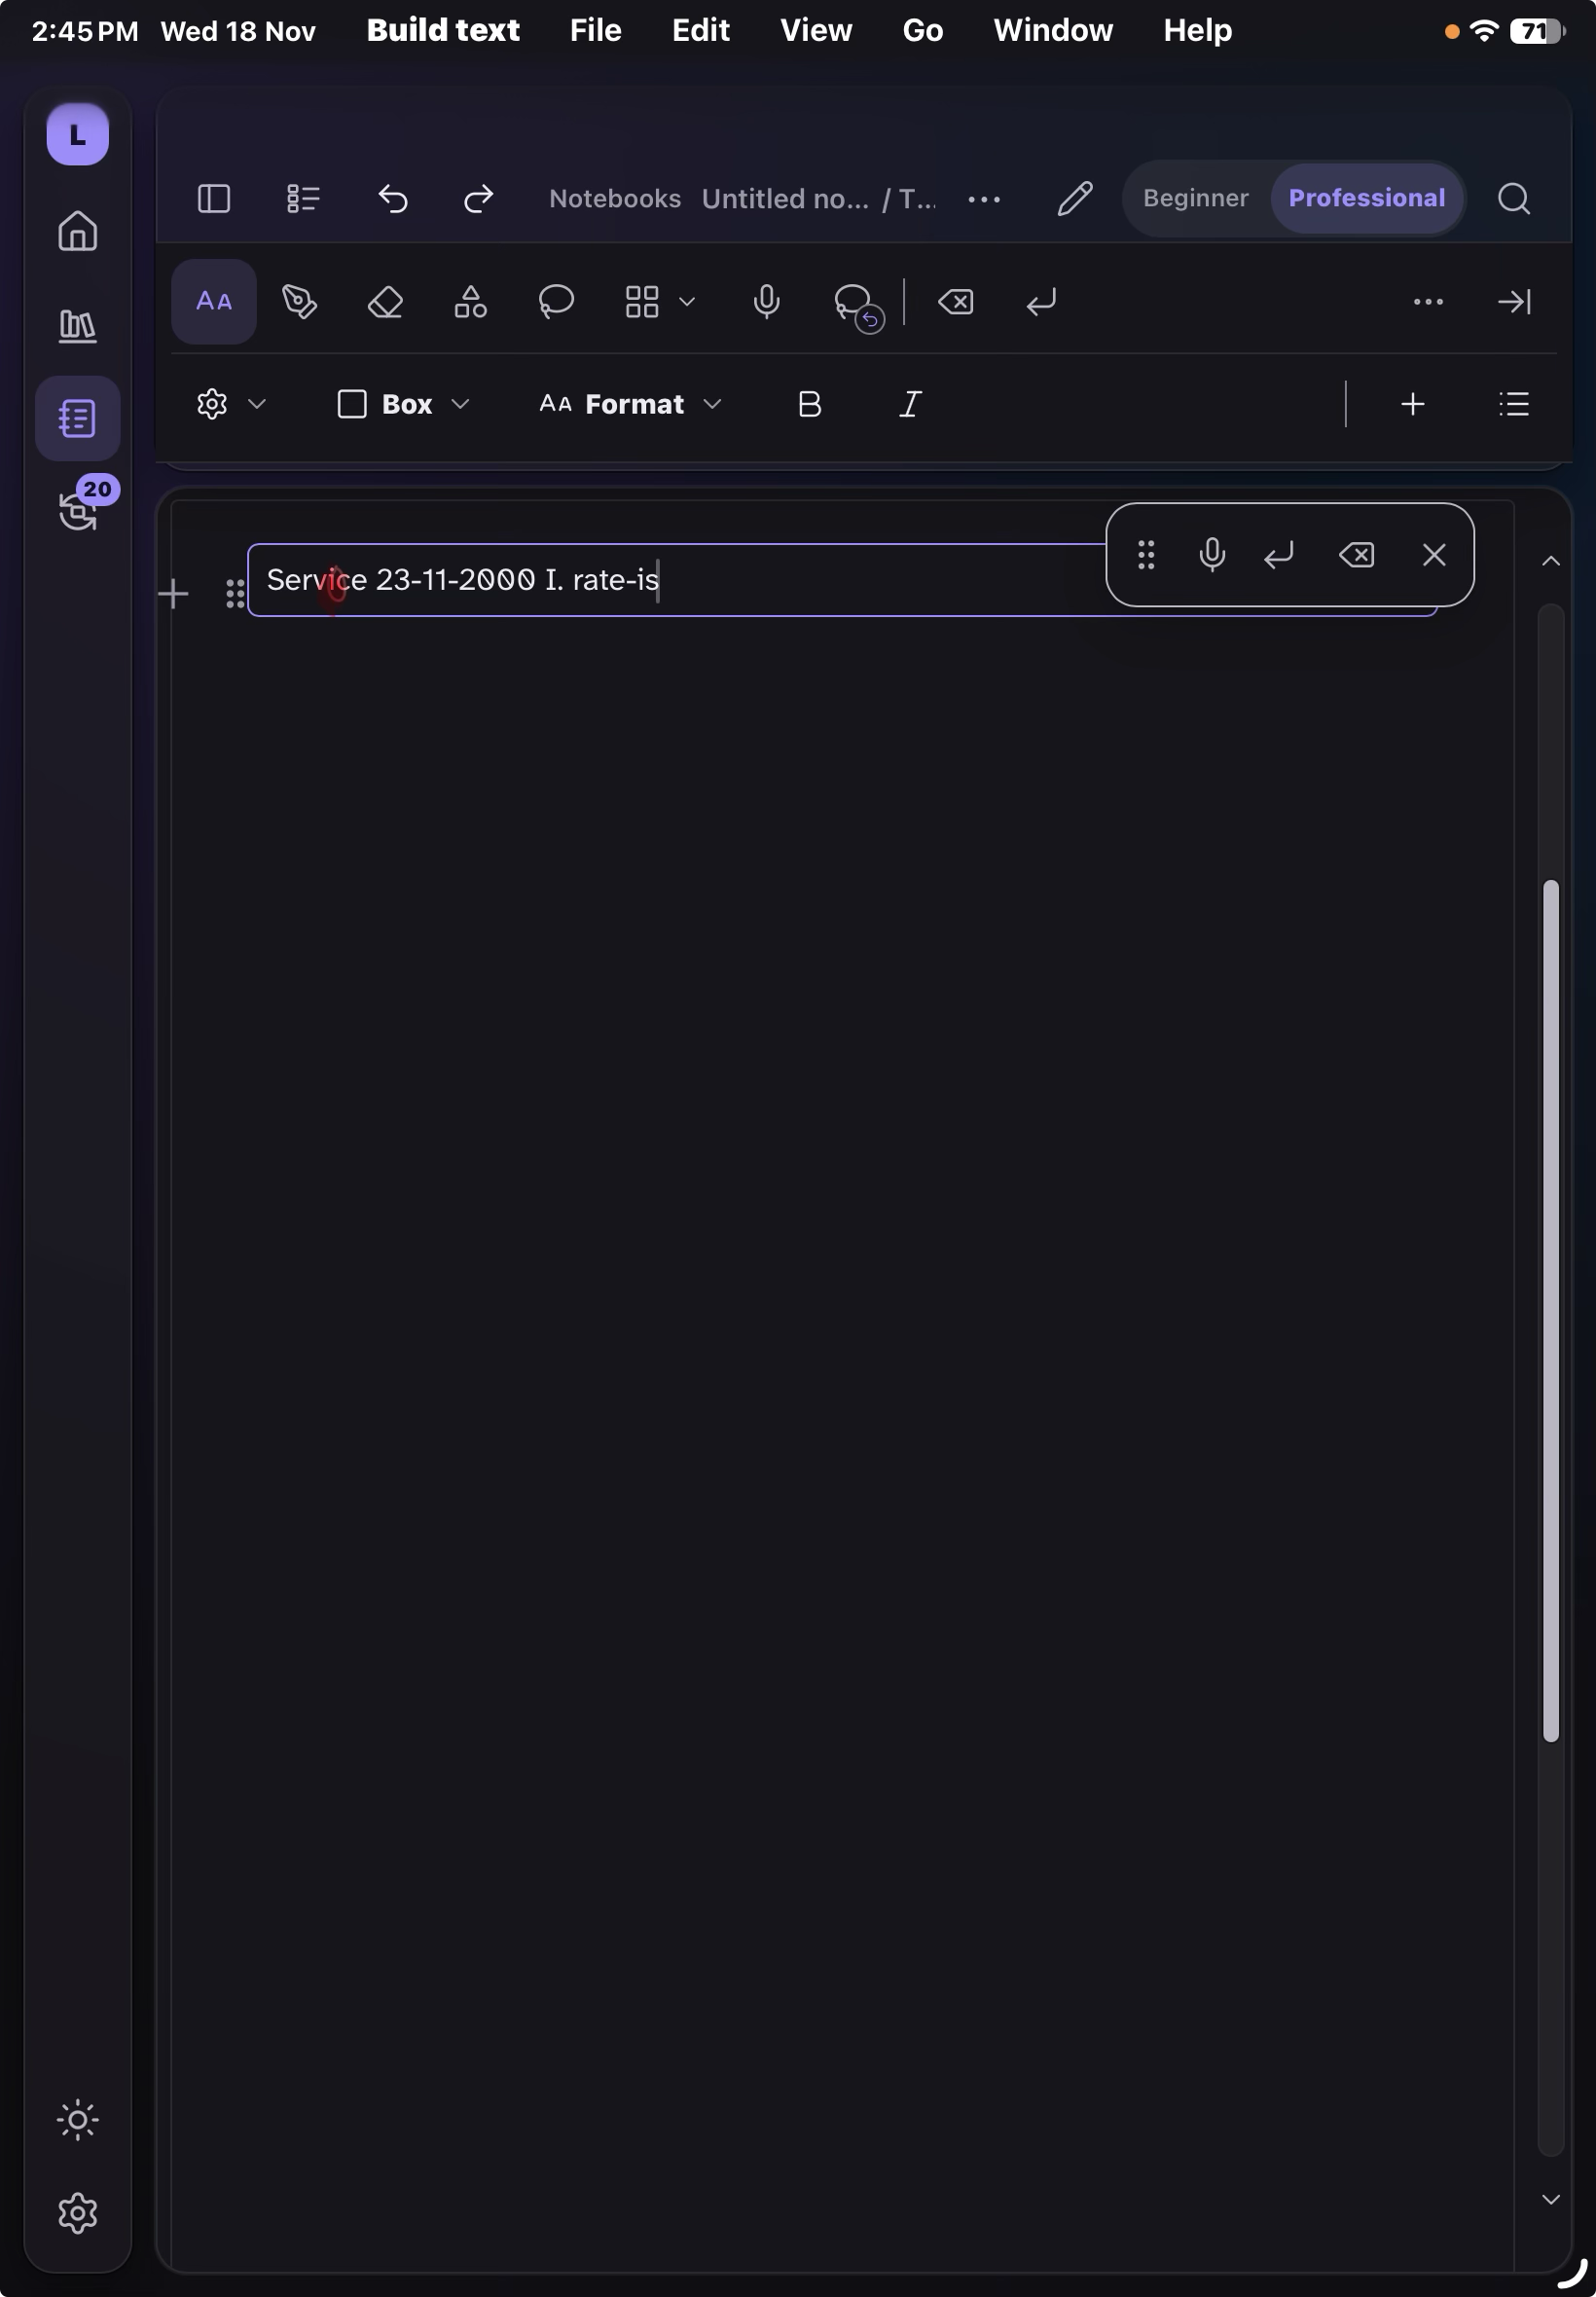 2:45 PM Wed 18 Nov Build text File Edit View Go Window Help 71
L
Notebooks Untitled no... / T... Beginner Professional
AA
Box AA Format B I
20
Service 23-11-2000 I. rate-is